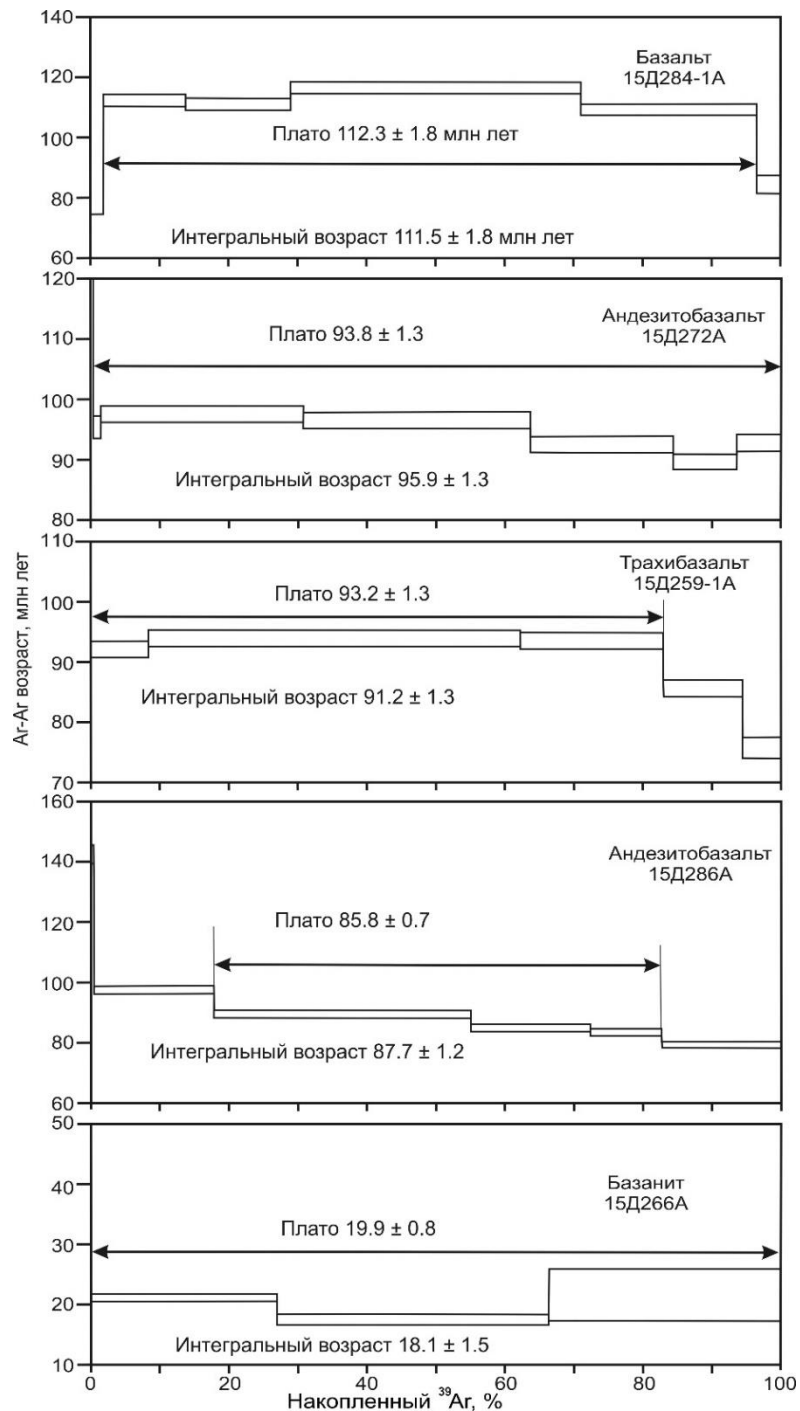 140
120
100
80
60
Базальт
15Д284-1А
Плато 112.3 ± 1.8 млн лет
Интегральный возраст 111.5 ± 1.8 млн лет
120
110
100
90
80
Андезитобазальт
15Д272А
Плато 93.8 ± 1.3
Интегральный возраст 95.9 ± 1.3
Ar-Ar возраст, млн лет
110
100
90
80
70
Трахибазальт
15Д259-1А
Плато 93.2 ± 1.3
Интегральный возраст 91.2 ± 1.3
160
140
120
100
80
60
Андезитобазальт
15Д286А
Плато 85.8 ± 0.7
Интегральный возраст 87.7 ± 1.2
50
40
30
20
10
Базанит
15Д266А
Плато 19.9 ± 0.8
Интегральный возраст 18.1 ± 1.5
0 20 40 60 80 100
Накопленный ³⁹Ar, %